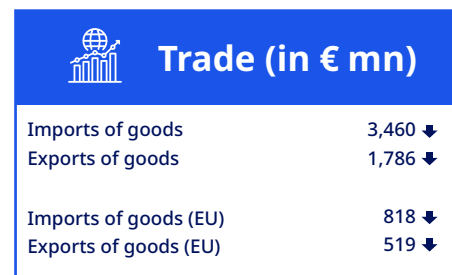 Trade (in € mn)
Imports of goods 3,460
Exports of goods 1,786
Imports of goods (EU) 818
Exports of goods (EU) 519